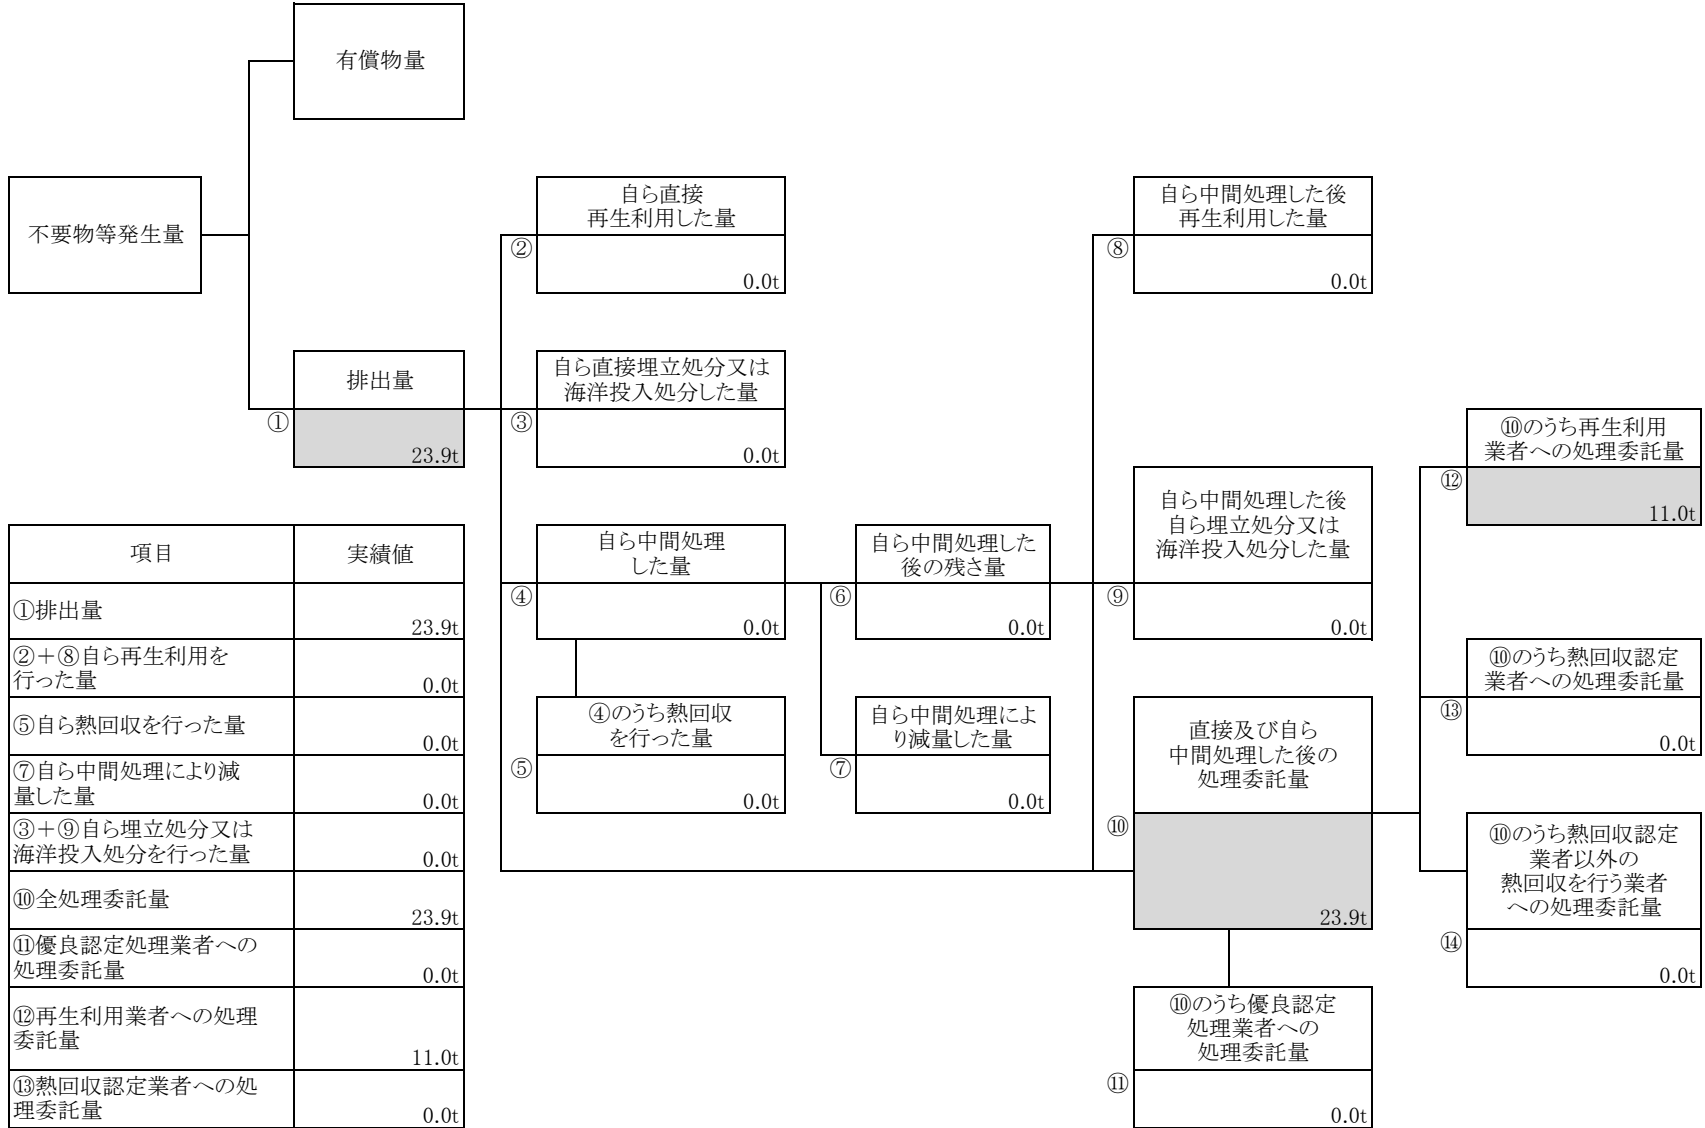 有償物量
不要物等発生量
自ら直接
再生利用した量
②
0.0t
自ら中間処理した後
再生利用した量
⑧
0.0t
排出量
①
23.9t
自ら直接埋立処分又は
海洋投入処分した量
③
0.0t
⑩のうち再生利用
業者への処理委託量
⑫
11.0t
自ら中間処理
した量
④
0.0t
自ら中間処理した
後の残さ量
⑥
0.0t
自ら中間処理した後
自ら埋立処分又は
海洋投入処分した量
⑨
0.0t
⑩のうち熱回収認定
業者への処理委託量
⑬
0.0t
④のうち熱回収
を行った量
⑤
0.0t
自ら中間処理によ
り減量した量
⑦
0.0t
直接及び自ら
中間処理した後の
処理委託量
⑩
23.9t
⑩のうち熱回収認定
業者以外の
熱回収を行う業者
への処理委託量
⑭
0.0t
⑩のうち優良認定
処理業者への
処理委託量
⑪
0.0t
項目 実績値
①排出量
23.9t
②＋⑧自ら再生利用を
行った量
0.0t
⑤自ら熱回収を行った量
0.0t
⑦自ら中間処理により減
量した量
0.0t
③＋⑨自ら埋立処分又は
海洋投入処分を行った量
0.0t
⑩全処理委託量
23.9t
⑪優良認定処理業者への
処理委託量
0.0t
⑫再生利用業者への処理
委託量
11.0t
⑬熱回収認定業者への処
理委託量
0.0t